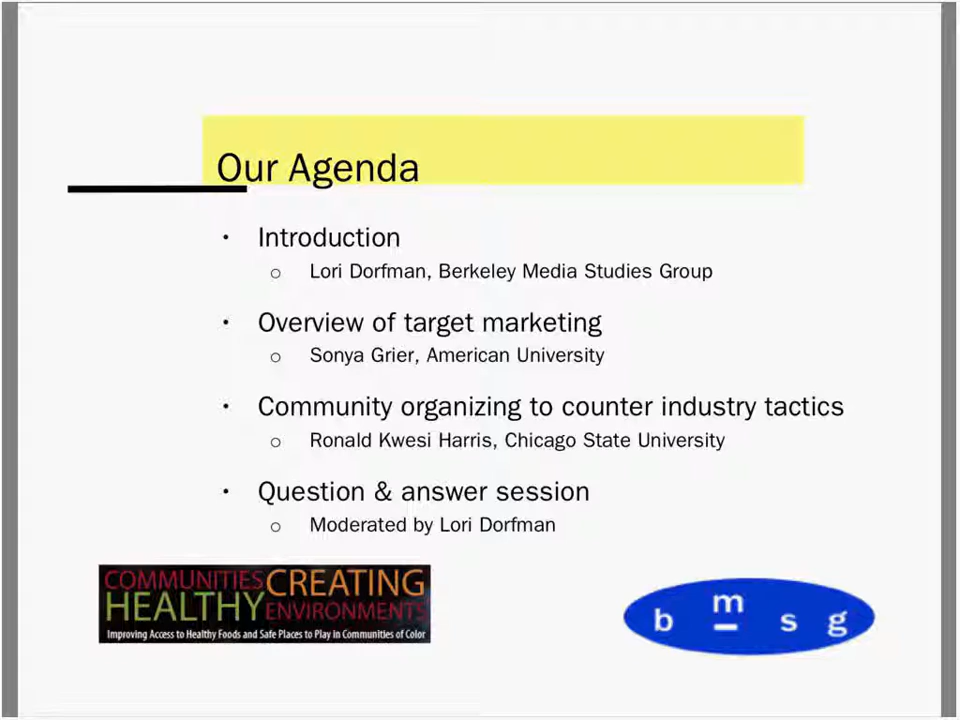 Our Agenda
• Introduction
o Lori Dorfman, Berkeley Media Studies Group
• Overview of target marketing
o Sonya Grier, American University
• Community organizing to counter industry tactics
o Ronald Kwesi Harris, Chicago State University
• Question & answer session
o Moderated by Lori Dorfman
COMMUNITIES CREATING
HEALTHY ENVIRONMENTS
Improving Access to Healthy Foods and Safe Places to Play in Communities of Color
b m s g